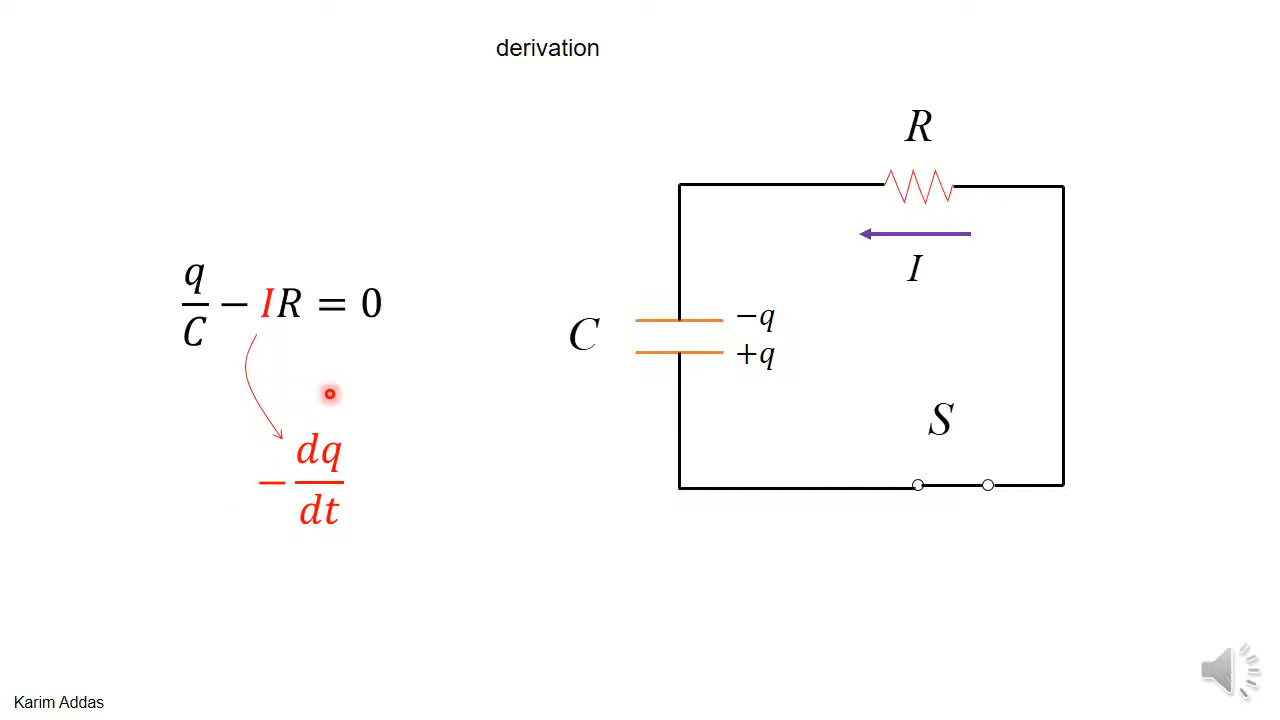 derivation
R
I
q/C − IR = 0
C
−q
+q
S
− dq/dt
Karim Addas